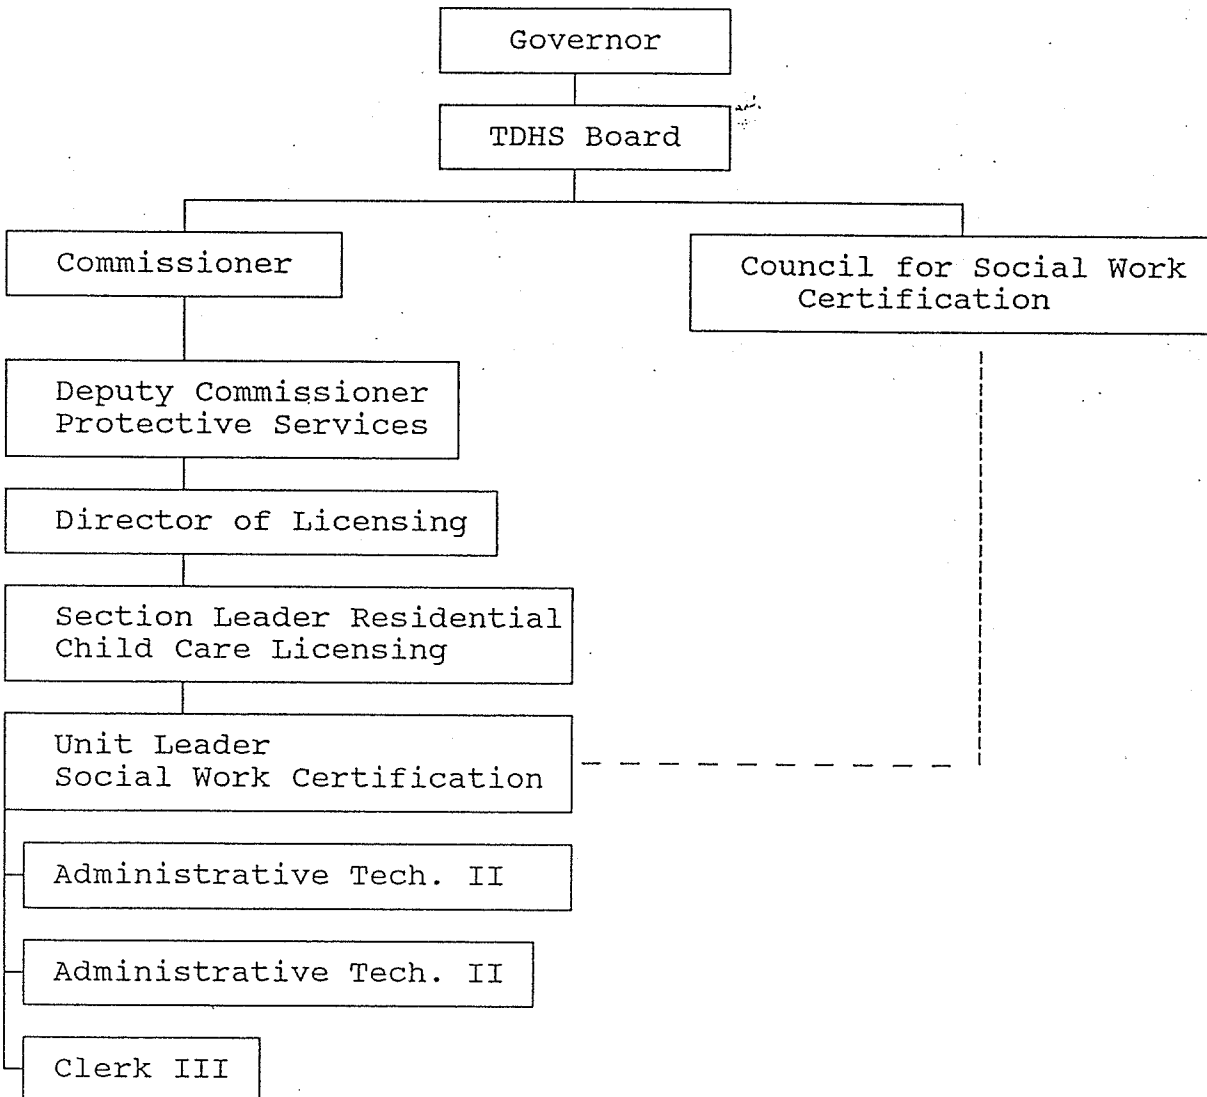 Governor
TDHS Board
Commissioner
Council for Social Work
Certification
Deputy Commissioner
Protective Services
Director of Licensing
Section Leader Residential
Child Care Licensing
Unit Leader
Social Work Certification
Administrative Tech. II
Administrative Tech. II
Clerk III